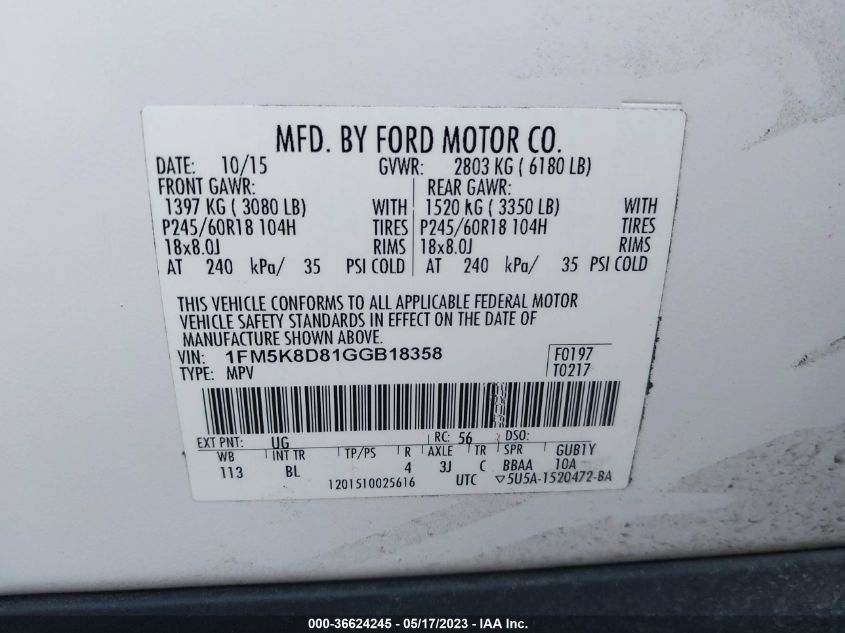 MFD. BY FORD MOTOR CO.
DATE: 10/15 GVWR: 2803 KG ( 6180 LB)
FRONT GAWR: REAR GAWR:
1397 KG ( 3080 LB) WITH 1520 KG ( 3350 LB) WITH
P245/60R18 104H TIRES P245/60R18 104H TIRES
18x8.0J RIMS 18x8.0J RIMS
AT 240 kPa/ 35 PSI COLD AT 240 kPa/ 35 PSI COLD
THIS VEHICLE CONFORMS TO ALL APPLICABLE FEDERAL MOTOR
VEHICLE SAFETY STANDARDS IN EFFECT ON THE DATE OF
MANUFACTURE SHOWN ABOVE.
VIN: 1FM5K8D81GGB18358 F0197
TYPE: MPV T0217
EXT PNT: UG RC: 56 DSO:
WB INT TR TP/PS R AXLE TR SPR GUB1Y
113 BL 4 3J C BBAA 10A
1201510025616 UTC ▽5U5A-1520472-BA
000-36624245 - 05/17/2023 - IAA Inc.